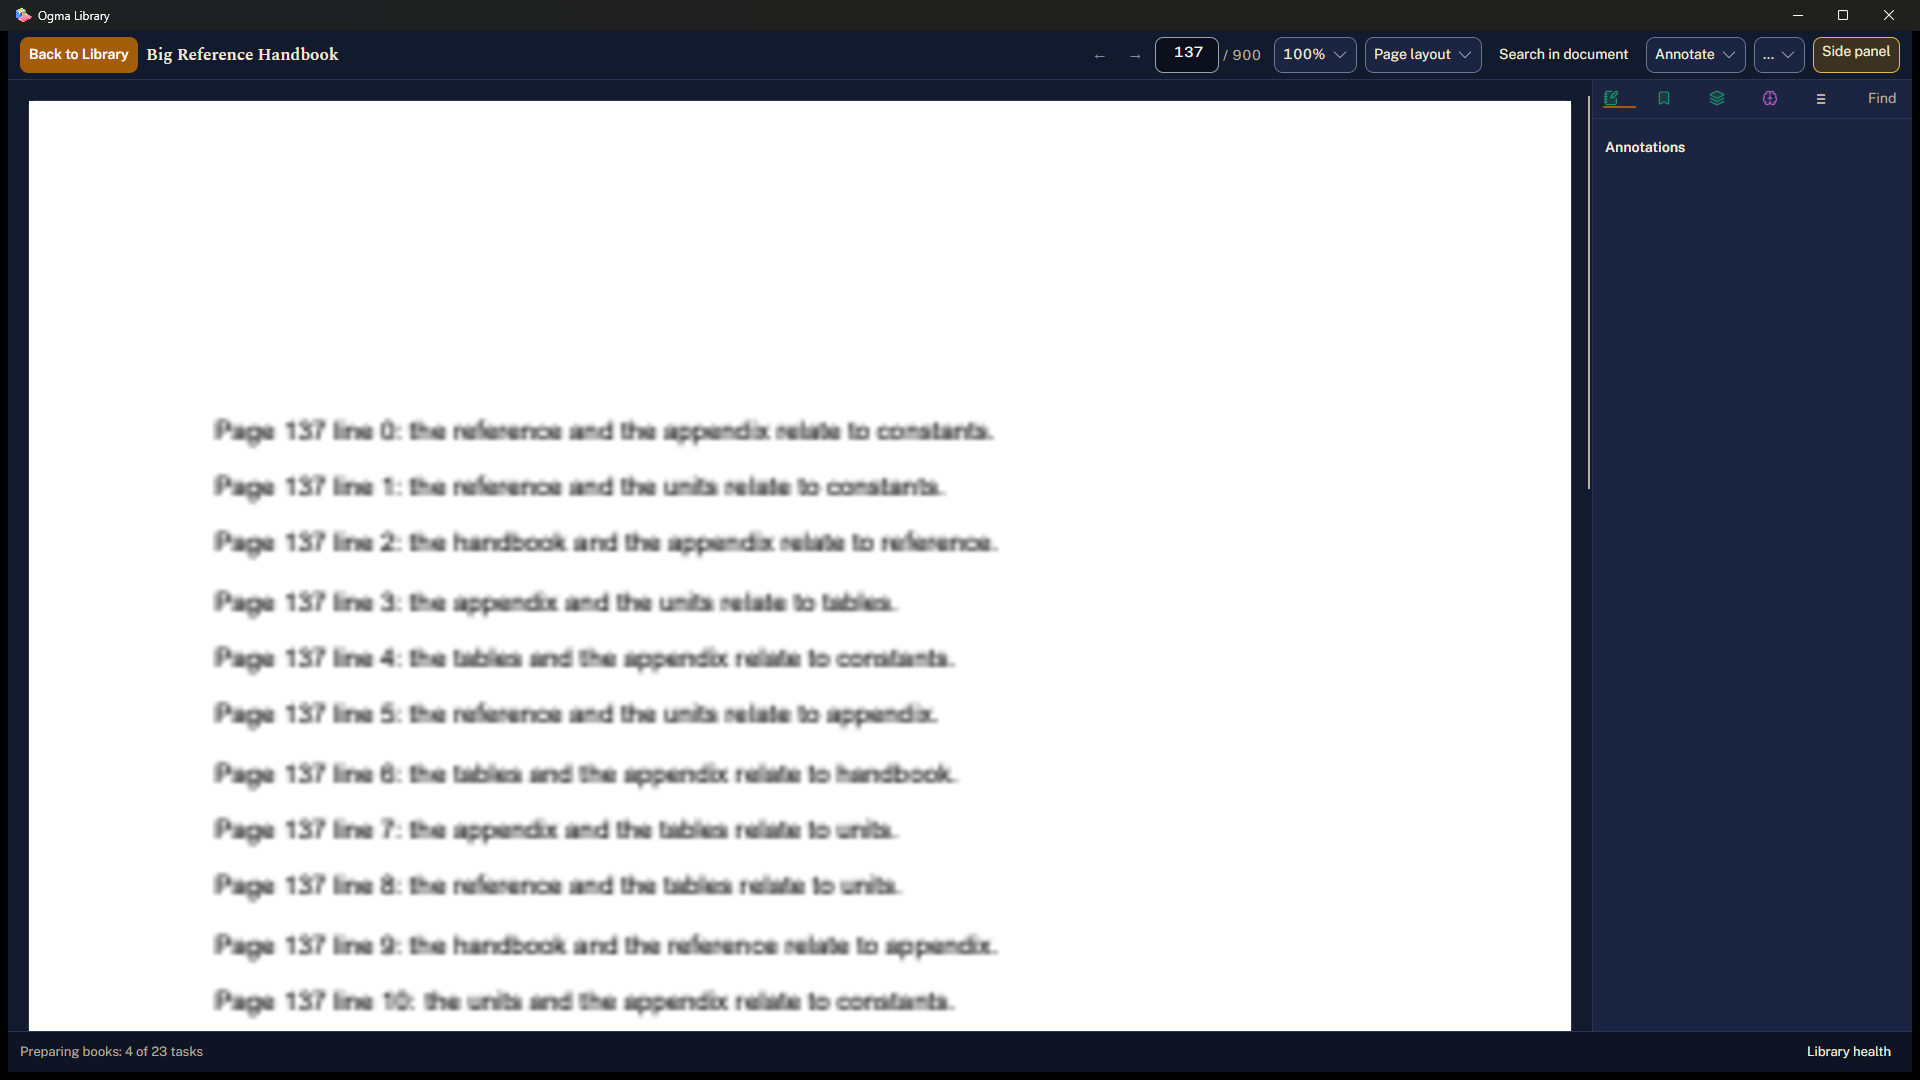 Ogma Library
Back to Library Big Reference Handbook ← → 137 / 900 100% Page layout Search in document Annotate ... Side panel
Find
Annotations
Page 137 line 0: the reference and the appendix relate to constants.
Page 137 line 1: the reference and the units relate to constants.
Page 137 line 2: the handbook and the appendix relate to reference.
Page 137 line 3: the appendix and the units relate to tables.
Page 137 line 4: the tables and the appendix relate to constants.
Page 137 line 5: the reference and the units relate to appendix.
Page 137 line 6: the tables and the appendix relate to handbook.
Page 137 line 7: the appendix and the tables relate to units.
Page 137 line 8: the reference and the tables relate to units.
Page 137 line 9: the handbook and the reference relate to appendix.
Page 137 line 10: the units and the appendix relate to constants.
Preparing books: 4 of 23 tasks
Library health